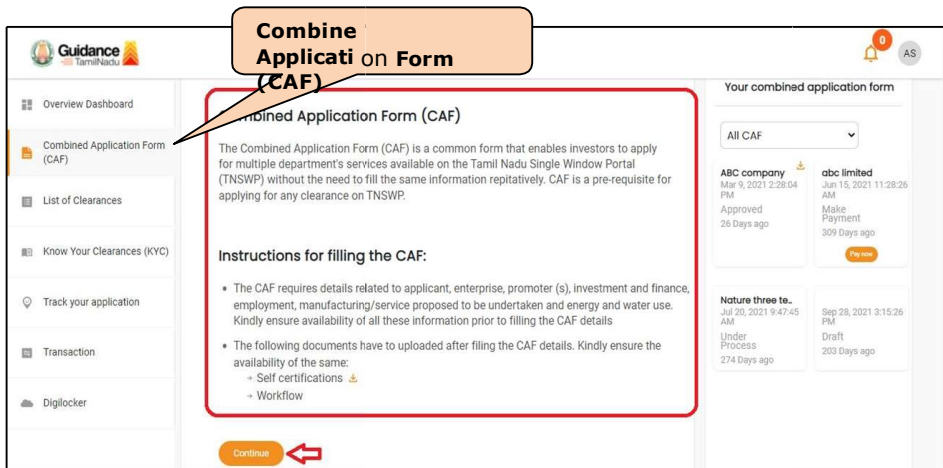 Combine
Applicati on Form
(CAF)
Guidance
TamilNadu
0
AS
Overview Dashboard
Combined Application Form
(CAF)
List of Clearances
Know Your Clearances (KYC)
Track your application
Transaction
Digilocker
Combined Application Form (CAF)
The Combined Application Form (CAF) is a common form that enables investors to apply
for multiple department's services available on the Tamil Nadu Single Window Portal
(TNSWP) without the need to fill the same information repitatively. CAF is a pre-requisite for
applying for any clearance on TNSWP.
Instructions for filling the CAF:
• The CAF requires details related to applicant, enterprise, promoter (s), investment and finance,
employment, manufacturing/service proposed to be undertaken and energy and water use.
Kindly ensure availability of all these information prior to filling the CAF details
• The following documents have to uploaded after filing the CAF details. Kindly ensure the
availability of the same:
→ Self certifications
→ Workflow
Continue
Your combined application form
All CAF
ABC company
Mar 9, 2021 2:28:04
PM
Approved
26 Days ago
abc limited
Jun 15, 2021 11:28:26
AM
Make
Payment
309 Days ago
Pay now
Nature three te..
Jul 20, 2021 9:47:45
AM
Under
Process
274 Days ago
Sep 28, 2021 3:15:26
PM
Draft
203 Days ago